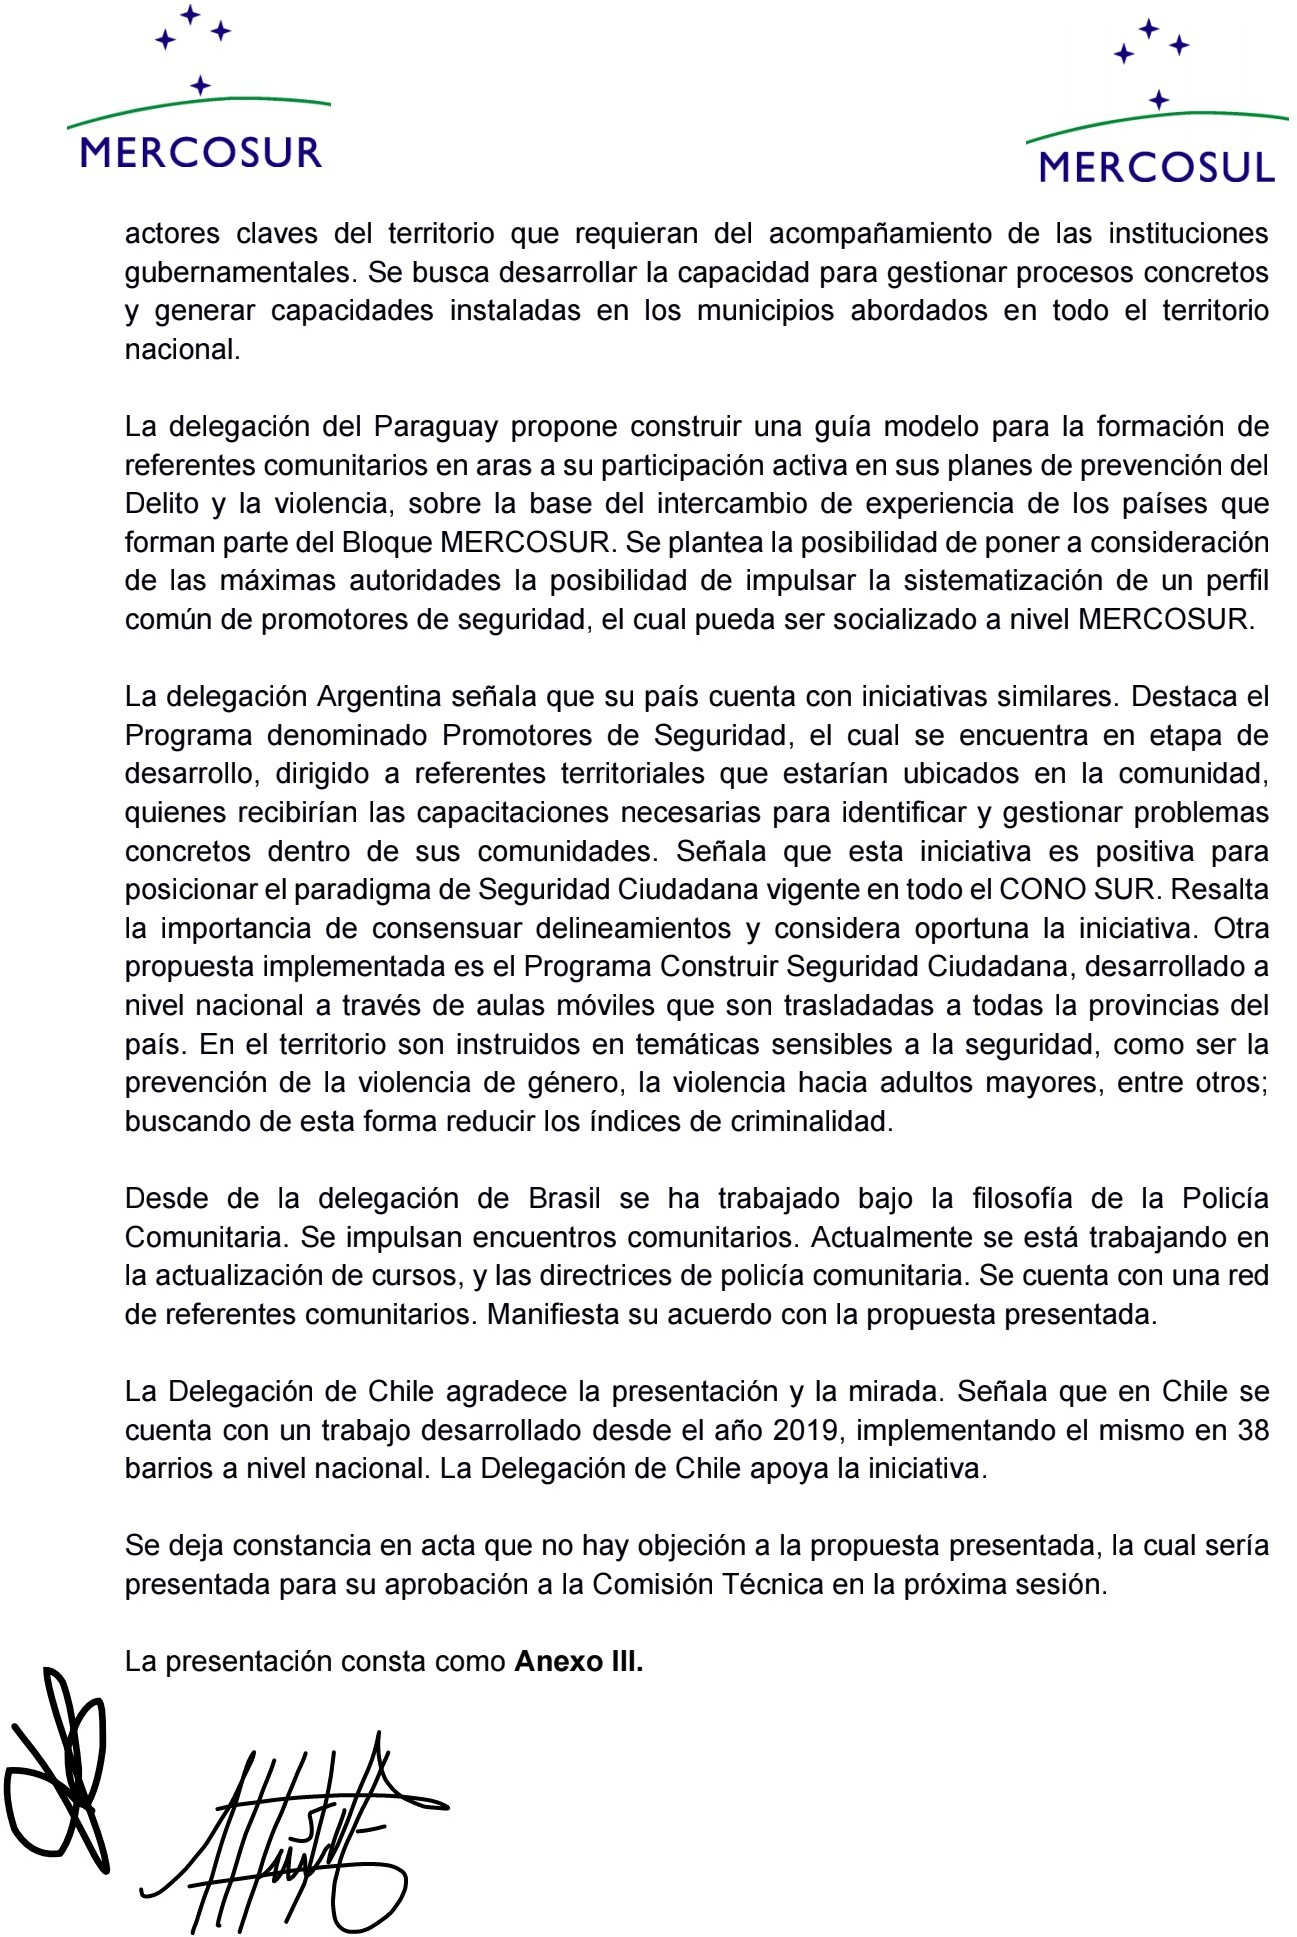 MERCOSUR
MERCOSUL
actores claves del territorio que requieran del acompañamiento de las instituciones
gubernamentales. Se busca desarrollar la capacidad para gestionar procesos concretos
y generar capacidades instaladas en los municipios abordados en todo el territorio
nacional.
La delegación del Paraguay propone construir una guía modelo para la formación de
referentes comunitarios en aras a su participación activa en sus planes de prevención del
Delito y la violencia, sobre la base del intercambio de experiencia de los países que
forman parte del Bloque MERCOSUR. Se plantea la posibilidad de poner a consideración
de las máximas autoridades la posibilidad de impulsar la sistematización de un perfil
común de promotores de seguridad, el cual pueda ser socializado a nivel MERCOSUR.
La delegación Argentina señala que su país cuenta con iniciativas similares. Destaca el
Programa denominado Promotores de Seguridad, el cual se encuentra en etapa de
desarrollo, dirigido a referentes territoriales que estarían ubicados en la comunidad,
quienes recibirían las capacitaciones necesarias para identificar y gestionar problemas
concretos dentro de sus comunidades. Señala que esta iniciativa es positiva para
posicionar el paradigma de Seguridad Ciudadana vigente en todo el CONO SUR. Resalta
la importancia de consensuar delineamientos y considera oportuna la iniciativa. Otra
propuesta implementada es el Programa Construir Seguridad Ciudadana, desarrollado a
nivel nacional a través de aulas móviles que son trasladadas a todas la provincias del
país. En el territorio son instruidos en temáticas sensibles a la seguridad, como ser la
prevención de la violencia de género, la violencia hacia adultos mayores, entre otros;
buscando de esta forma reducir los índices de criminalidad.
Desde de la delegación de Brasil se ha trabajado bajo la filosofía de la Policía
Comunitaria. Se impulsan encuentros comunitarios. Actualmente se está trabajando en
la actualización de cursos, y las directrices de policía comunitaria. Se cuenta con una red
de referentes comunitarios. Manifiesta su acuerdo con la propuesta presentada.
La Delegación de Chile agradece la presentación y la mirada. Señala que en Chile se
cuenta con un trabajo desarrollado desde el año 2019, implementando el mismo en 38
barrios a nivel nacional. La Delegación de Chile apoya la iniciativa.
Se deja constancia en acta que no hay objeción a la propuesta presentada, la cual sería
presentada para su aprobación a la Comisión Técnica en la próxima sesión.
La presentación consta como Anexo III.